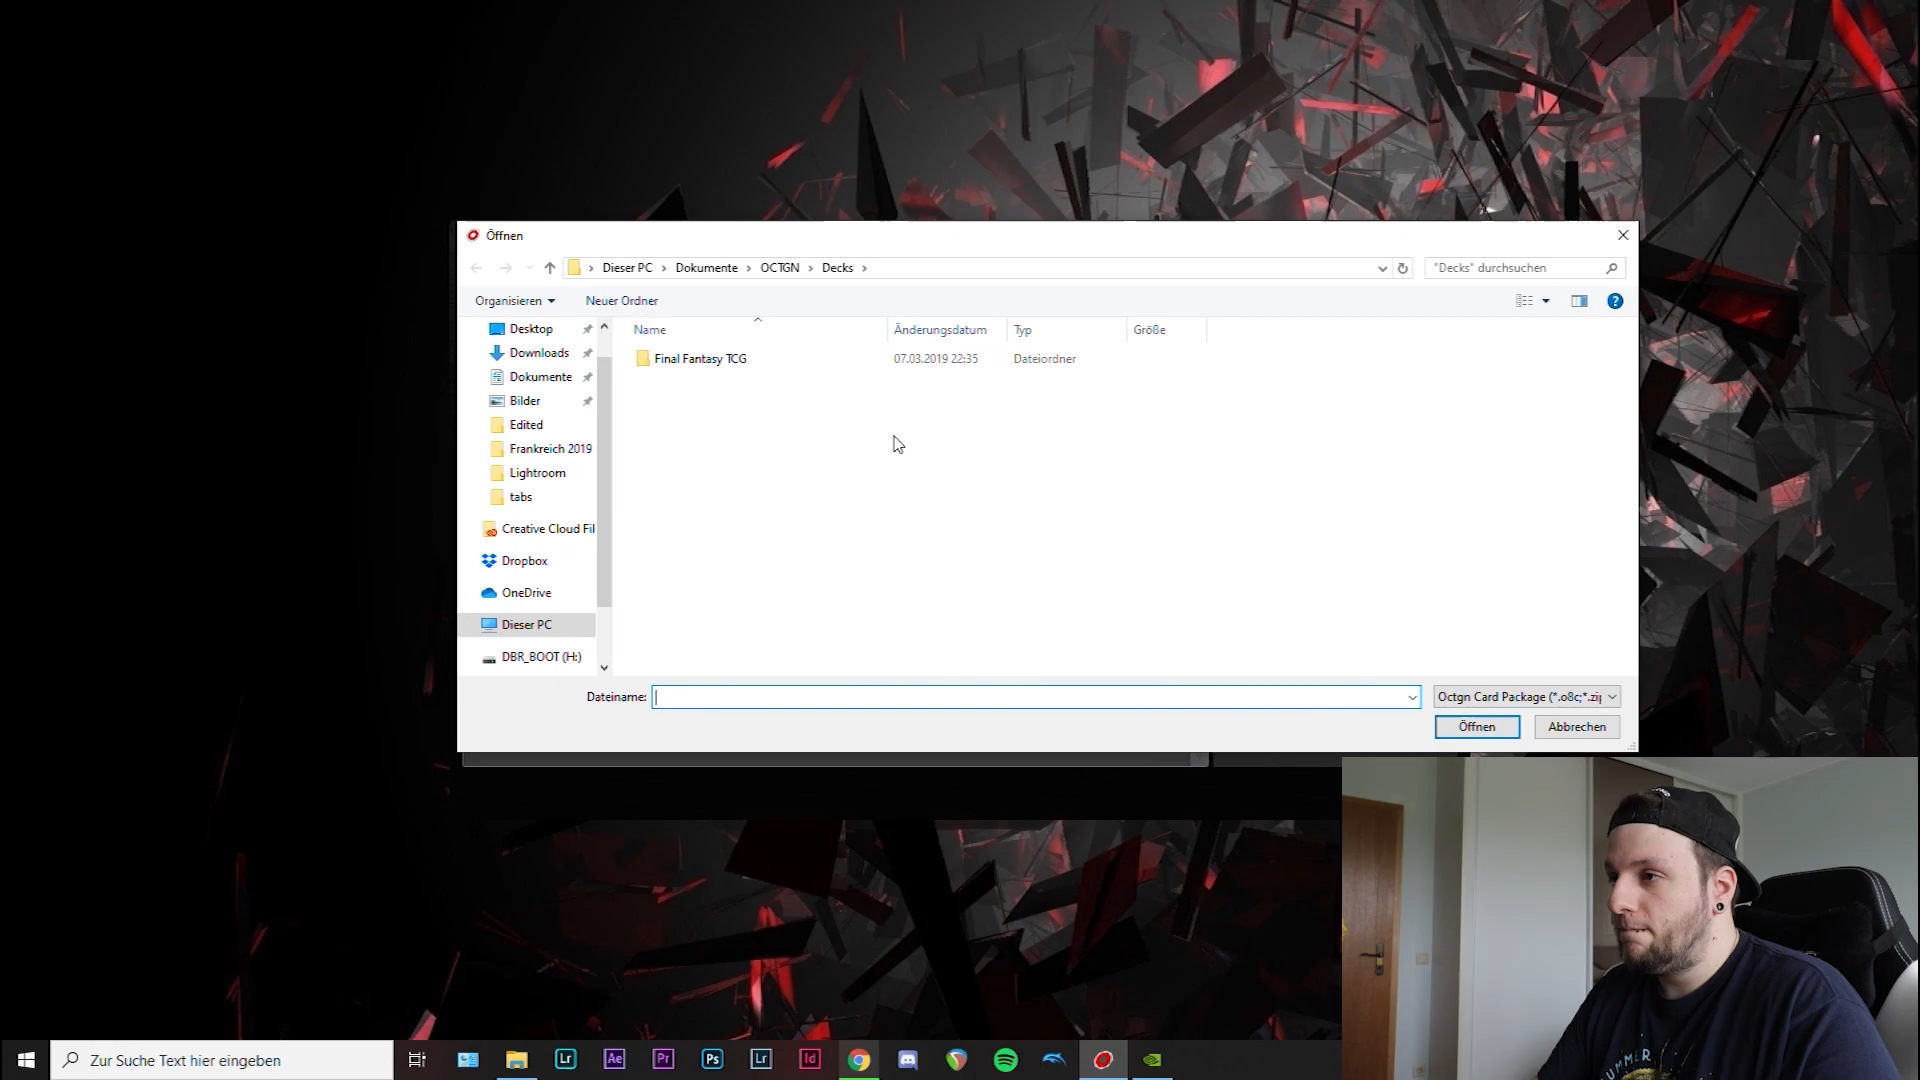 Öffnen
Dieser PC > Dokumente > OCTGN > Decks >
"Decks" durchsuchen
Organisieren
Neuer Ordner
Desktop
Downloads
Dokumente
Bilder
Edited
Frankreich 2019
Lightroom
tabs
Creative Cloud Fil
Dropbox
OneDrive
Dieser PC
DBR_BOOT (H:)
Name Änderungsdatum Typ Größe
Final Fantasy TCG 07.03.2019 22:35 Dateiordner
Dateiname:
Octgn Card Package (*.o8c;*.zip
Öffnen
Abbrechen
Zur Suche Text hier eingeben
Lr
Ae
Pr
Ps
Lr
Id
UMMER